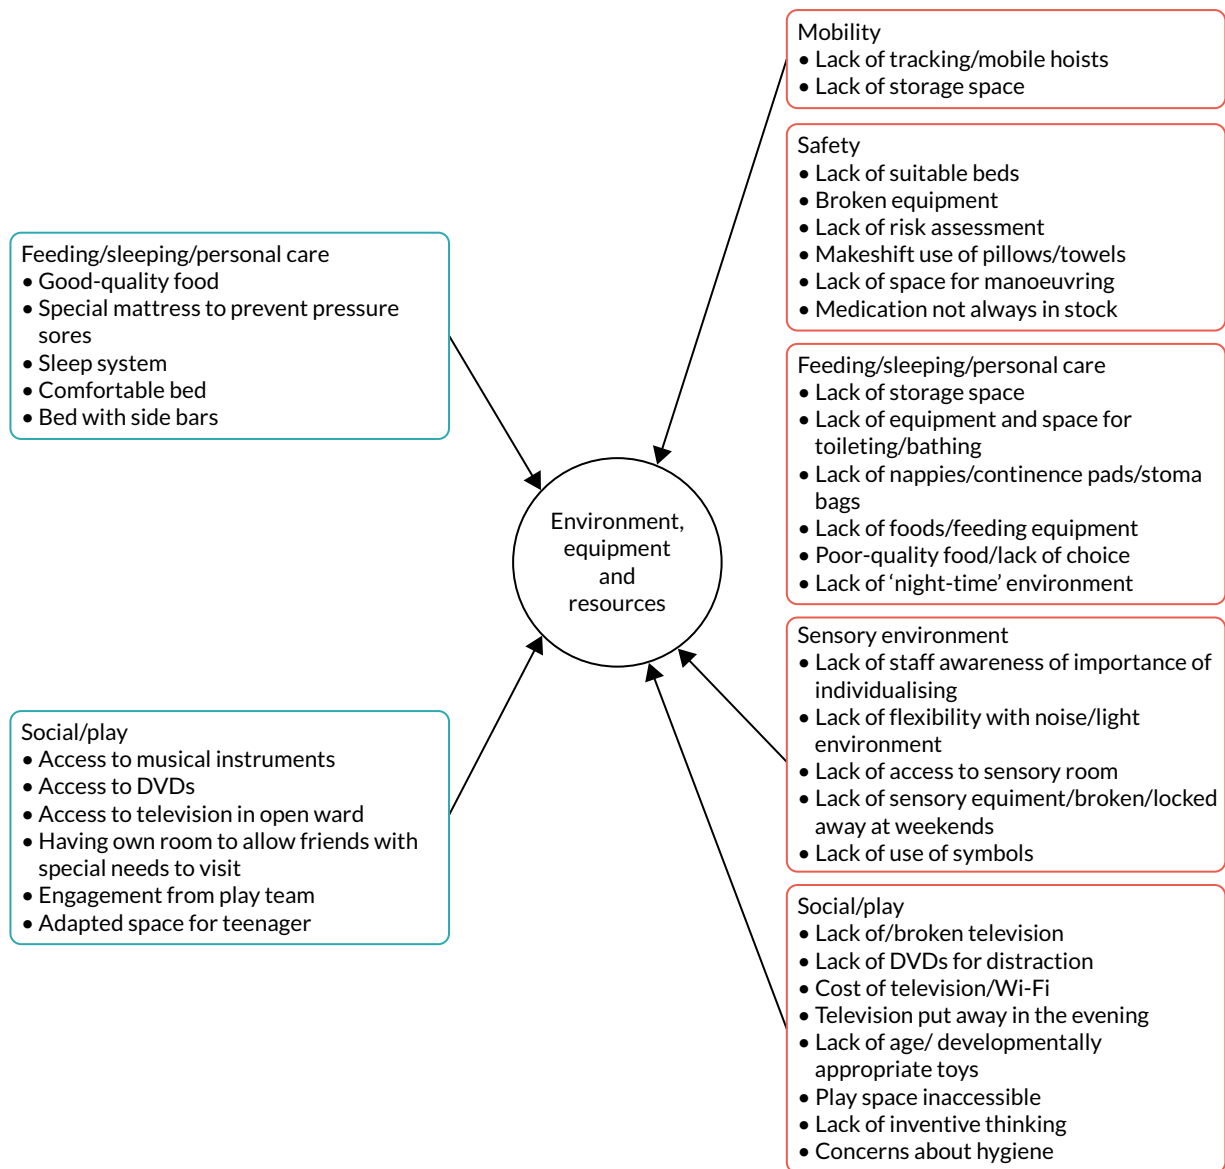 Feeding/sleeping/personal care
• Good-quality food
• Special mattress to prevent pressure
sores
• Sleep system
• Comfortable bed
• Bed with side bars
Social/play
• Access to musical instruments
• Access to DVDs
• Access to television in open ward
• Having own room to allow friends with
special needs to visit
• Engagement from play team
• Adapted space for teenager
Environment,
equipment
and
resources
Mobility
• Lack of tracking/mobile hoists
• Lack of storage space
Safety
• Lack of suitable beds
• Broken equipment
• Lack of risk assessment
• Makeshift use of pillows/towels
• Lack of space for manoeuvring
• Medication not always in stock
Feeding/sleeping/personal care
• Lack of storage space
• Lack of equipment and space for
toileting/bathing
• Lack of nappies/continence pads/stoma
bags
• Lack of foods/feeding equipment
• Poor-quality food/lack of choice
• Lack of ‘night-time’ environment
Sensory environment
• Lack of staff awareness of importance of
individualising
• Lack of flexibility with noise/light
environment
• Lack of access to sensory room
• Lack of sensory equiment/broken/locked
away at weekends
• Lack of use of symbols
Social/play
• Lack of/broken television
• Lack of DVDs for distraction
• Cost of television/Wi-Fi
• Television put away in the evening
• Lack of age/ developmentally
appropriate toys
• Play space inaccessible
• Lack of inventive thinking
• Concerns about hygiene